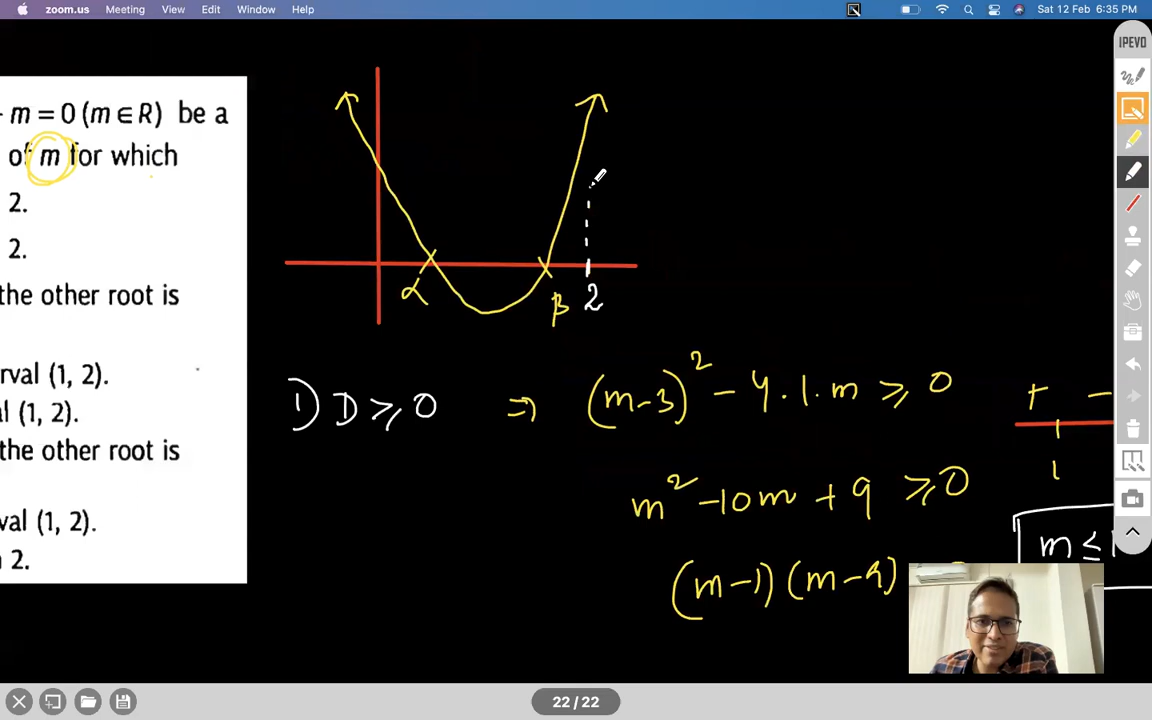 zoom.us Meeting View Edit Window Help Sat 12 Feb 6:35 PM
IPEVO
m = 0 (m ∈ R) be a
of m for which
2.
2.
the other root is
rval (1, 2).
al (1, 2).
the other root is
val (1, 2).
2.
α β 2
1) D ≥ 0 ⇒ (m-3)² - 4.1.m ≥ 0
m² - 10m + 9 ≥ 0
(m-1)(m-9)
+ -
1
m ≤ 1
22 / 22